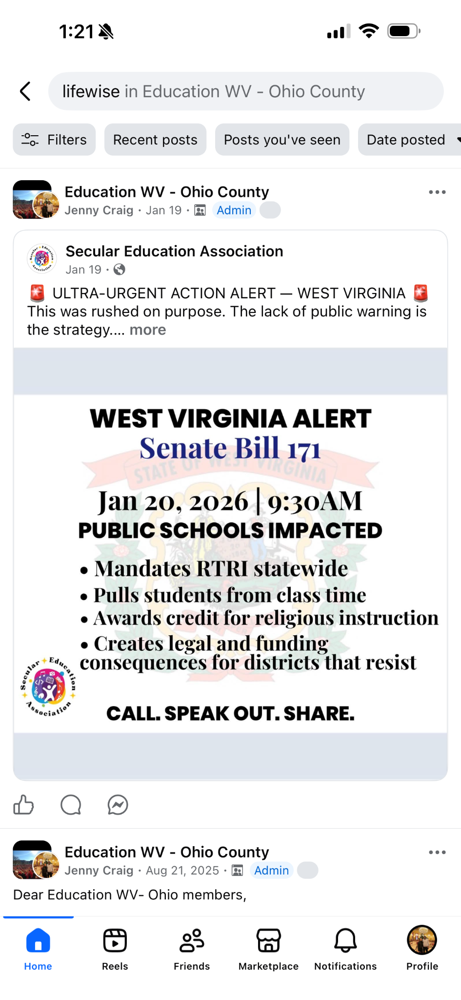 1:21
lifewise in Education WV - Ohio County
Filters
Recent posts
Posts you've seen
Date posted
Education WV - Ohio County
Jenny Craig · Jan 19 · Admin
Secular Education Association
Secular Education Association
Jan 19 ·
🚨 ULTRA-URGENT ACTION ALERT — WEST VIRGINIA 🚨
This was rushed on purpose. The lack of public warning is
the strategy.... more
WEST VIRGINIA ALERT
Senate Bill 171
STATE OF WEST VIRGINIA
Jan 20, 2026 | 9:30AM
PUBLIC SCHOOLS IMPACTED
• Mandates RTRI statewide
• Pulls students from class time
• Awards credit for religious instruction
• Creates legal and funding
consequences for districts that resist
Secular Education Association
CALL. SPEAK OUT. SHARE.
Education WV - Ohio County
Jenny Craig · Aug 21, 2025 · Admin
Dear Education WV- Ohio members,
Home
Reels
Friends
Marketplace
Notifications
Profile